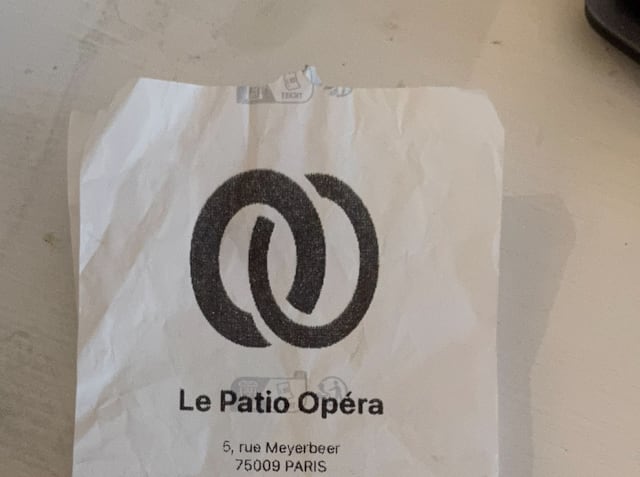 Le Patio Opéra
5, rue Meyerbeer
75009 PARIS